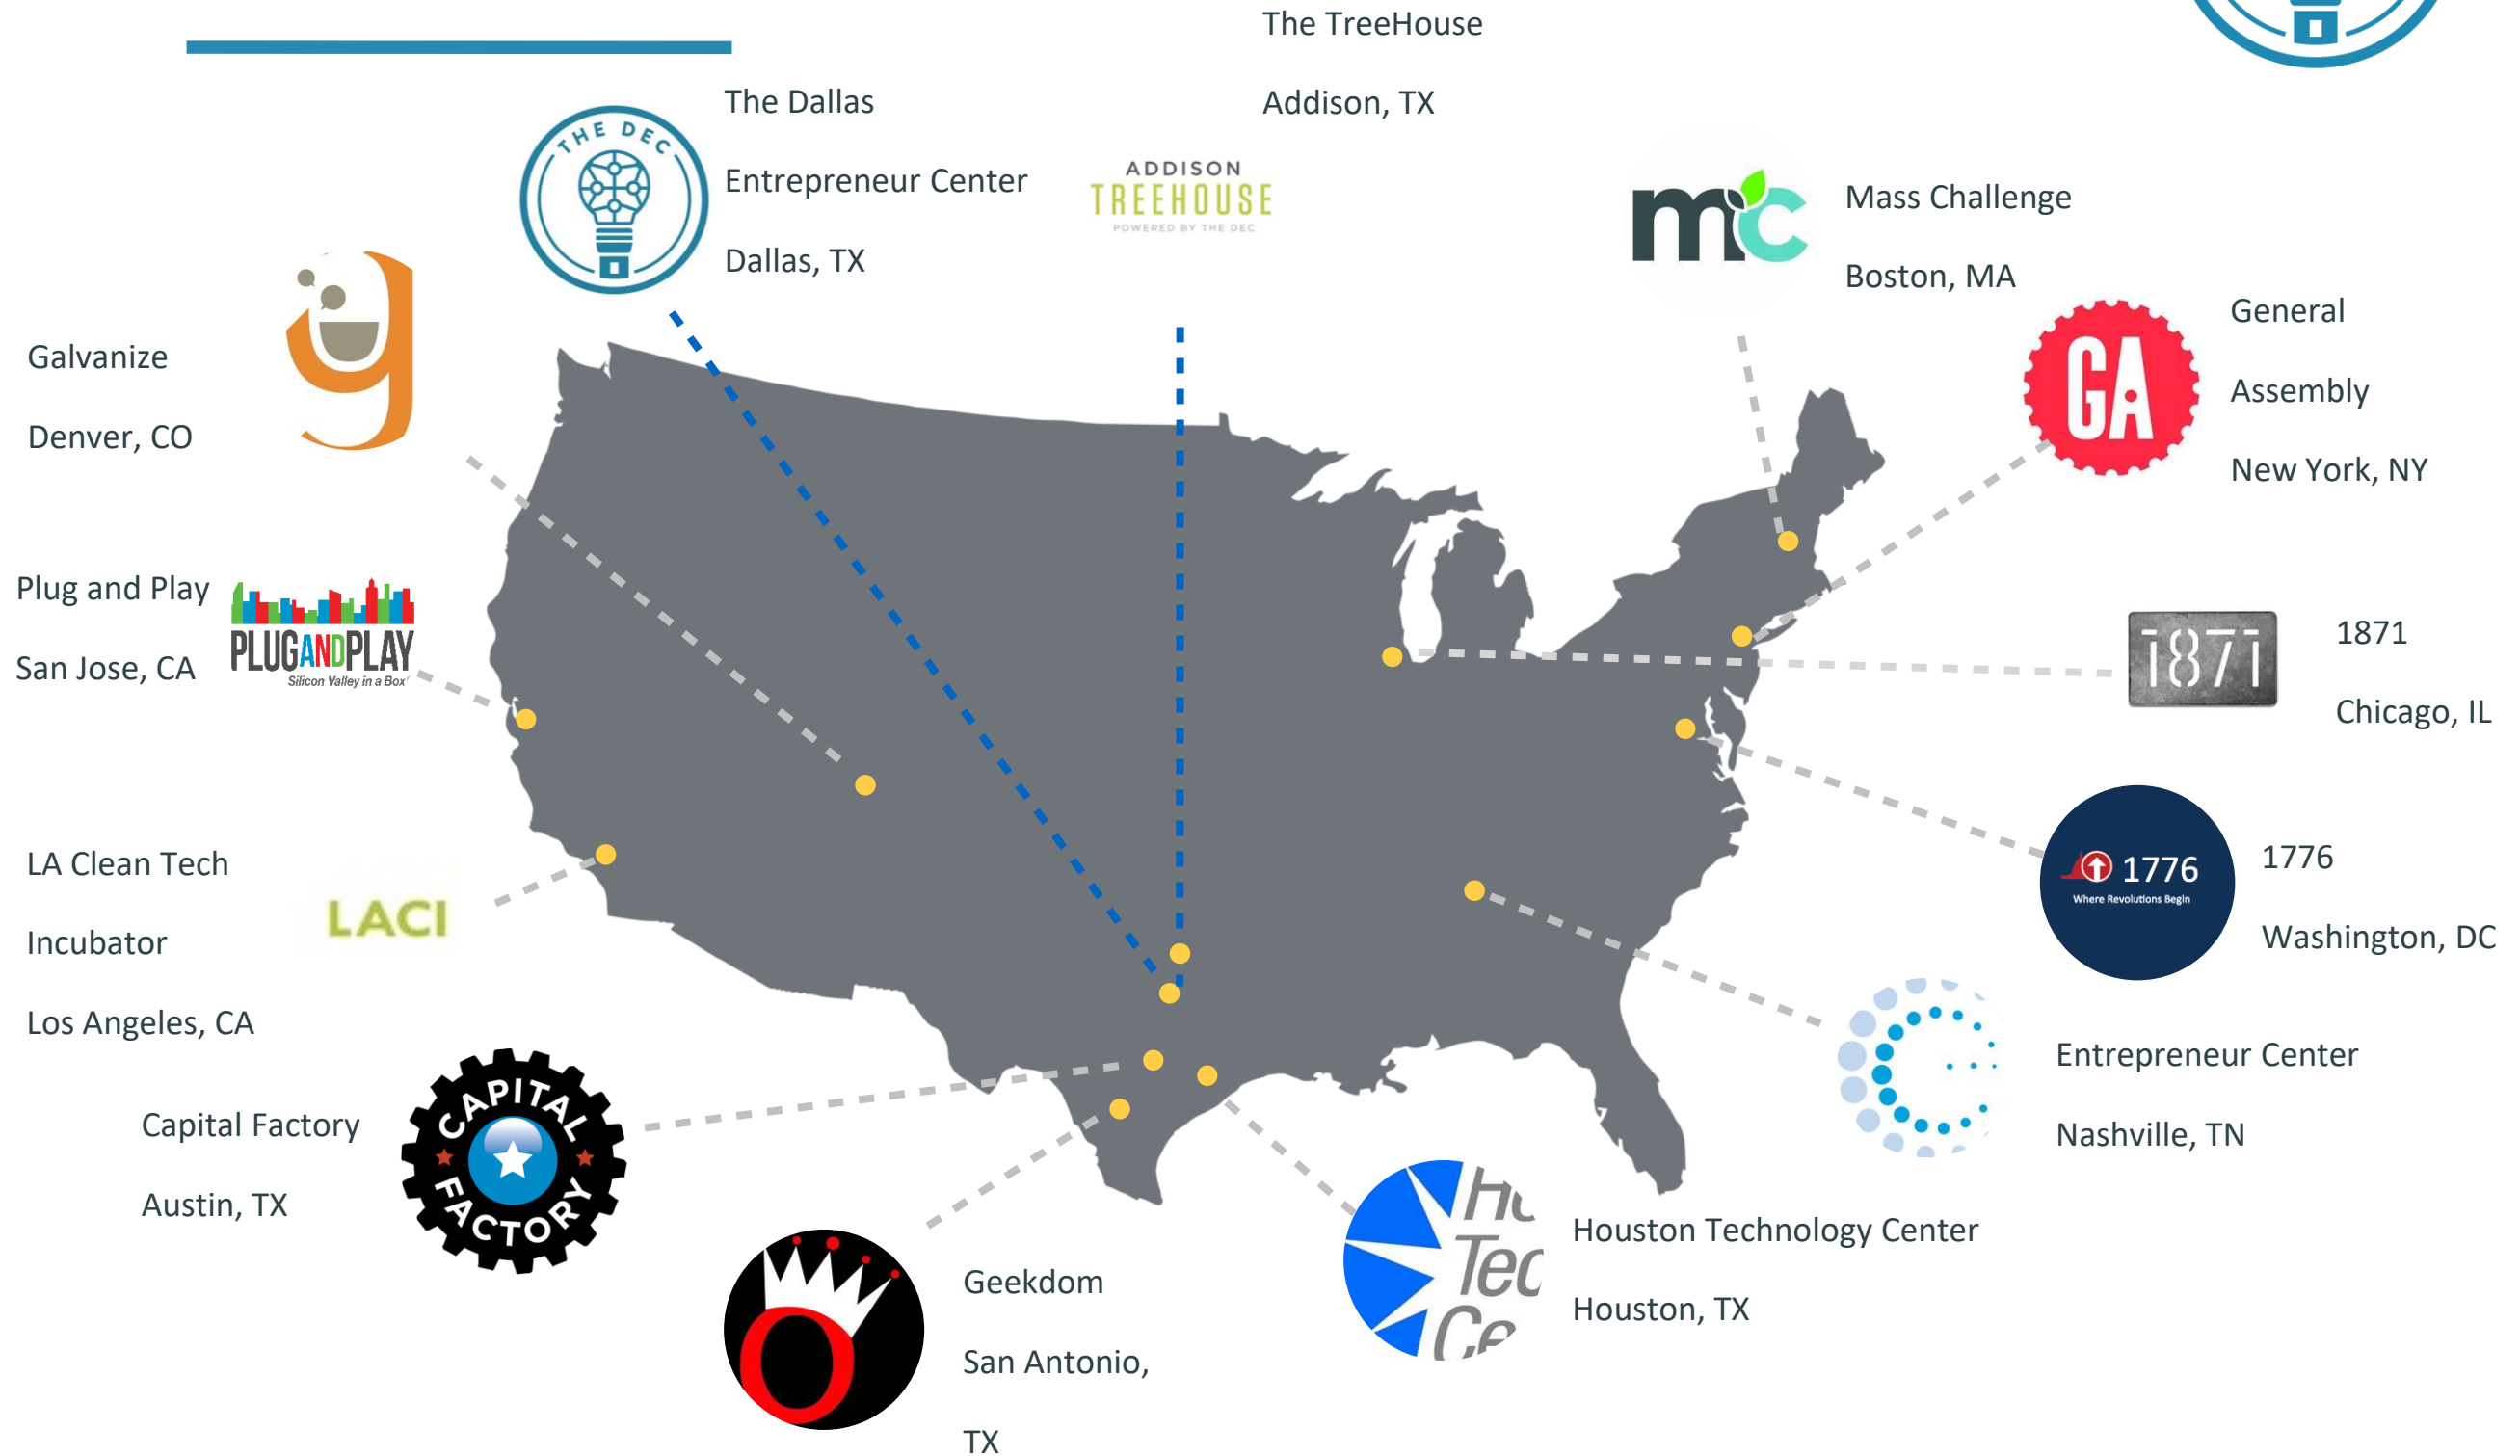 The TreeHouse
Addison, TX
The Dallas
Entrepreneur Center
Dallas, TX
THE DEC
ADDISON
TREEHOUSE
POWERED BY THE DEC
mc
Mass Challenge
Boston, MA
General
Assembly
New York, NY
GA
Galvanize
Denver, CO
g
Plug and Play
San Jose, CA
PLUGANDPLAY
Silicon Valley in a Box
1871
1871
Chicago, IL
LA Clean Tech
Incubator
Los Angeles, CA
LACI
1776
Where Revolutions Begin
1776
Washington, DC
Entrepreneur Center
Nashville, TN
Capital Factory
Austin, TX
CAPITAL
FACTORY
Geekdom
San Antonio,
TX
Tec
Ce
Houston Technology Center
Houston, TX